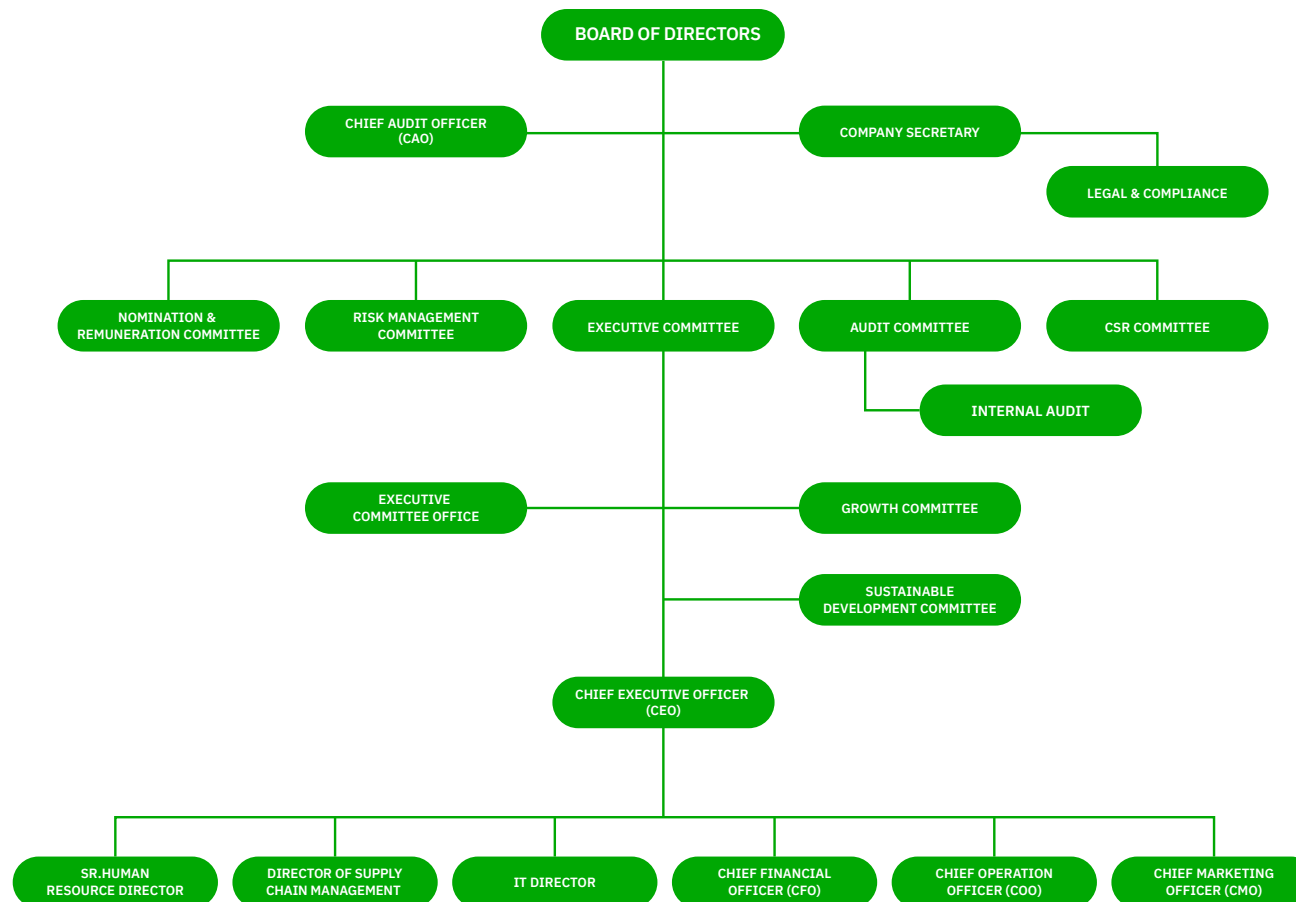 BOARD OF DIRECTORS
CHIEF AUDIT OFFICER
(CAO)
COMPANY SECRETARY
LEGAL & COMPLIANCE
NOMINATION &
REMUNERATION COMMITTEE
RISK MANAGEMENT
COMMITTEE
EXECUTIVE COMMITTEE
AUDIT COMMITTEE
CSR COMMITTEE
INTERNAL AUDIT
EXECUTIVE
COMMITTEE OFFICE
GROWTH COMMITTEE
SUSTAINABLE
DEVELOPMENT COMMITTEE
CHIEF EXECUTIVE OFFICER
(CEO)
SR.HUMAN
RESOURCE DIRECTOR
DIRECTOR OF SUPPLY
CHAIN MANAGEMENT
IT DIRECTOR
CHIEF FINANCIAL
OFFICER (CFO)
CHIEF OPERATION
OFFICER (COO)
CHIEF MARKETING
OFFICER (CMO)